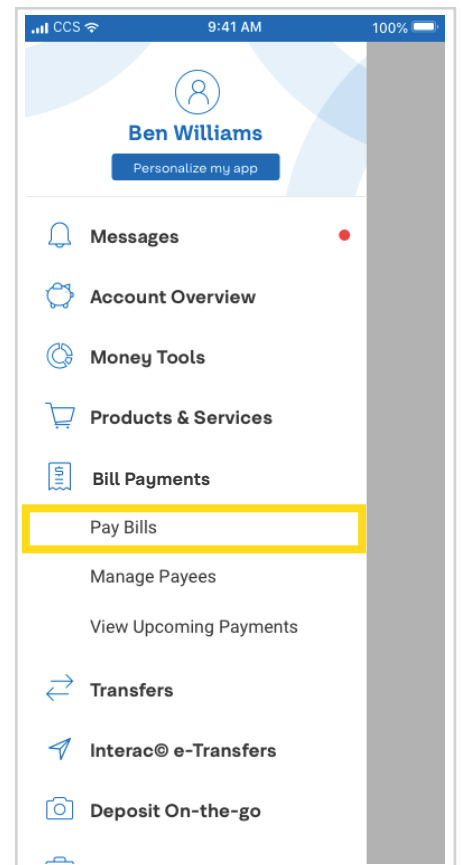 CCS 9:41 AM 100%
Ben Williams
Personalize my app
Messages
Account Overview
Money Tools
Products & Services
$
Bill Payments
Pay Bills
Manage Payees
View Upcoming Payments
Transfers
Interac© e-Transfers
Deposit On-the-go